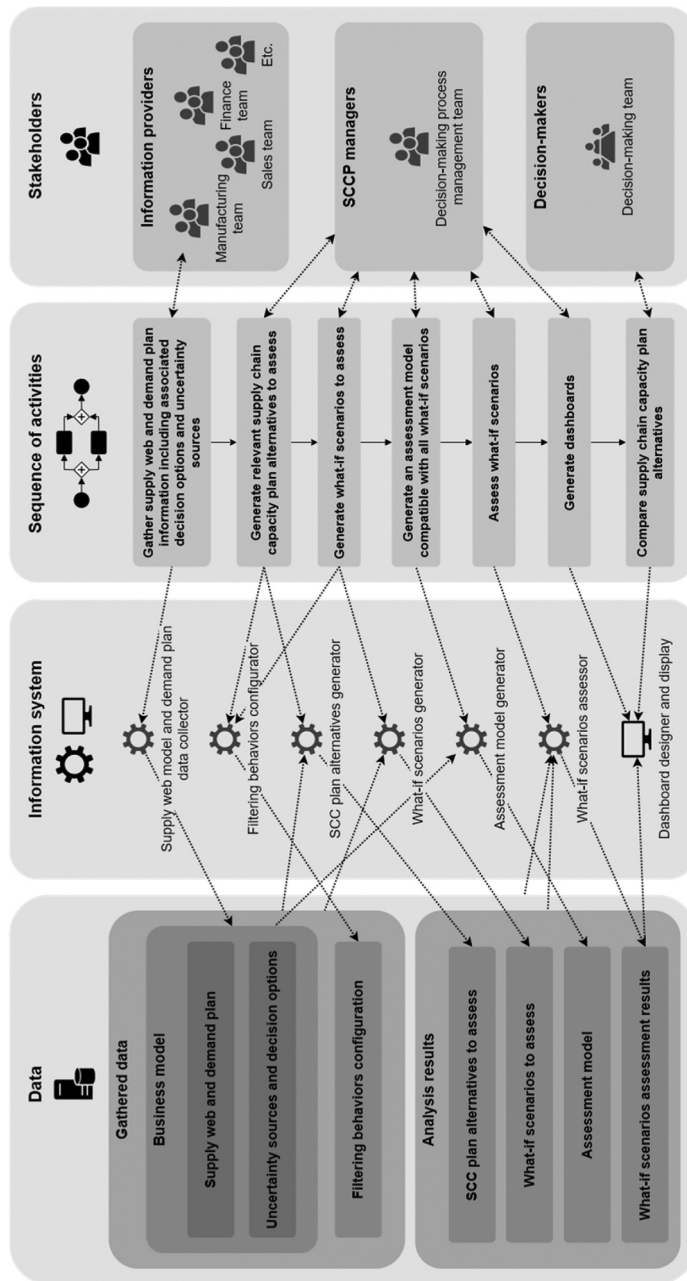 Data
Gathered data
Business model
Supply web and demand plan
Uncertainty sources and decision options
Filtering behaviors configuration
Analysis results
SCC plan alternatives to assess
What-if scenarios to assess
Assessment model
What-if scenarios assessment results
Information system
Supply web model and demand plan
data collector
Filtering behaviors configurator
SCC plan alternatives generator
What-if scenarios generator
Assessment model generator
What-if scenarios assessor
Dashboard designer and display
Sequence of activities
Gather supply web and demand plan
information including associated
decision options and uncertainty
sources
Generate relevant supply chain
capacity plan alternatives to assess
Generate what-if scenarios to assess
Generate an assessment model
compatible with all what-if scenarios
Assess what-if scenarios
Generate dashboards
Compare supply chain capacity plan
alternatives
Stakeholders
Information providers
Manufacturing
team
Sales team
Finance
team
Etc.
SCCP managers
Decision-making process
management team
Decision-makers
Decision-making team